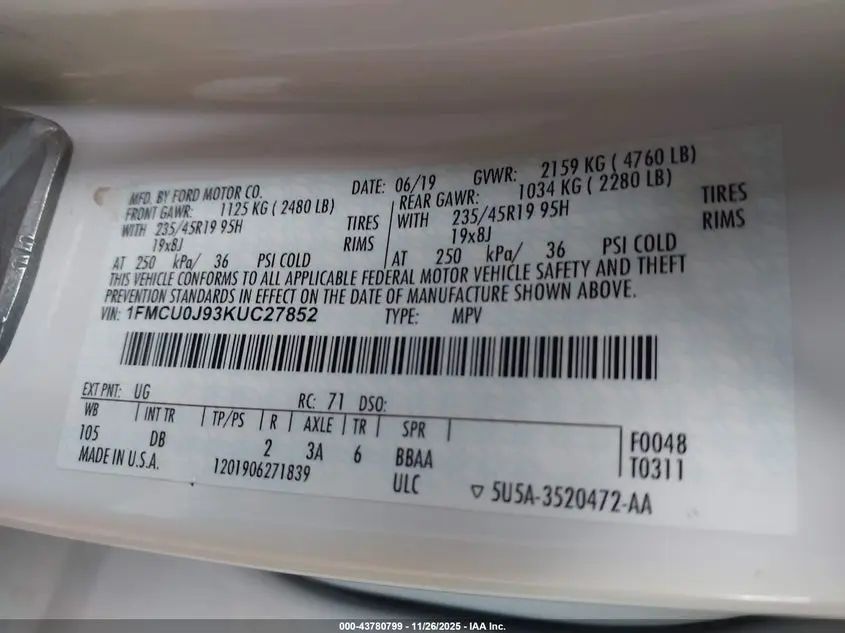 MFD. BY FORD MOTOR CO. DATE: 06/19 GVWR: 2159 KG ( 4760 LB)
FRONT GAWR: 1125 KG ( 2480 LB) REAR GAWR: 1034 KG ( 2280 LB)
WITH 235/45R19 95H TIRES WITH 235/45R19 95H TIRES
19x8J RIMS 19x8J RIMS
AT 250 kPa/ 36 PSI COLD AT 250 kPa/ 36 PSI COLD
THIS VEHICLE CONFORMS TO ALL APPLICABLE FEDERAL MOTOR VEHICLE SAFETY AND THEFT
PREVENTION STANDARDS IN EFFECT ON THE DATE OF MANUFACTURE SHOWN ABOVE.
VIN: 1FMCU0J93KUC27852 TYPE: MPV
EXT PNT: UG RC: 71 DSO:
WB INT TR TP/PS R AXLE TR SPR
105 DB 2 3A 6 BBAA F0048
MADE IN U.S.A. 1201906271839 ULC T0311
5U5A-3520472-AA
000-43780799 - 11/26/2025 - IAA Inc.